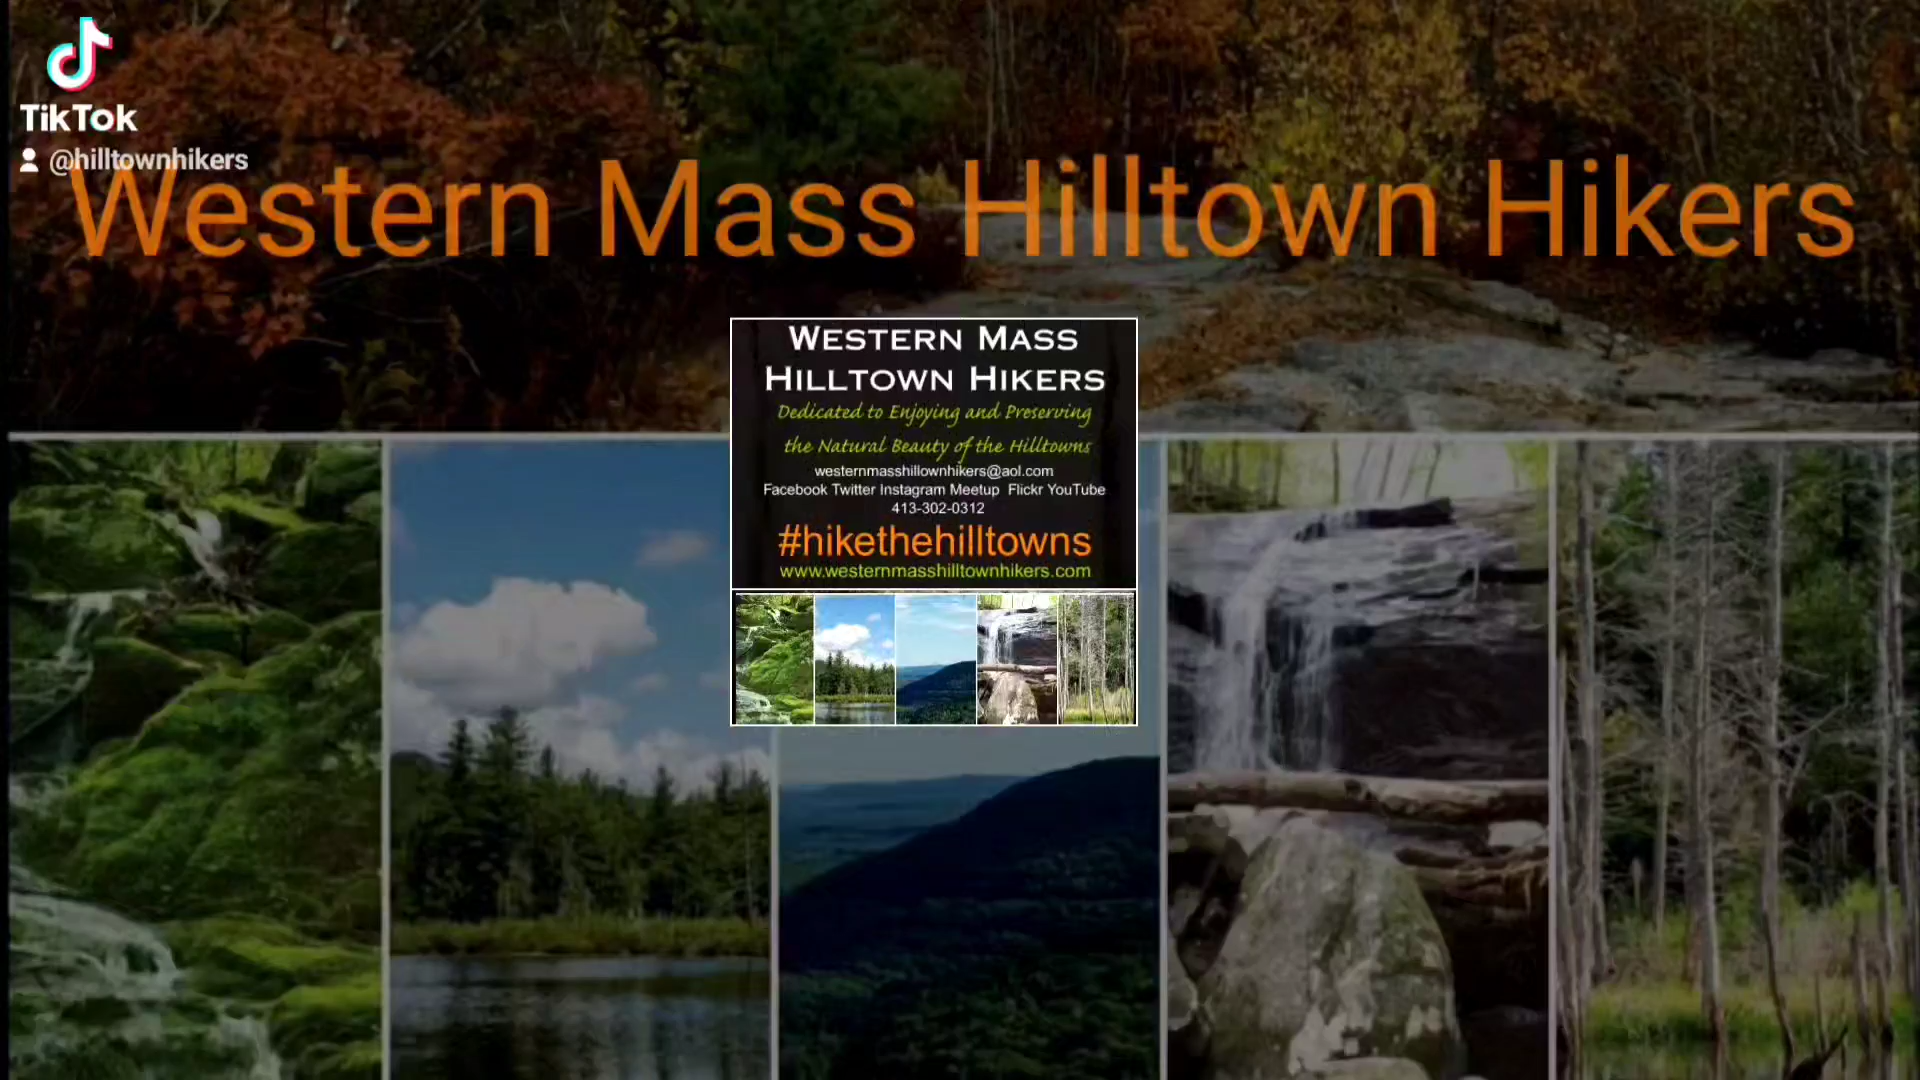 TikTok
@hilltownhikers
Western Mass Hilltown Hikers
WESTERN MASS
HILLTOWN HIKERS
Dedicated to Enjoying and Preserving
the Natural Beauty of the Hilltowns
westernmasshillownhikers@aol.com
Facebook Twitter Instagram Meetup Flickr YouTube
413-302-0312
#hikethehilltowns
www.westernmasshilltownhikers.com